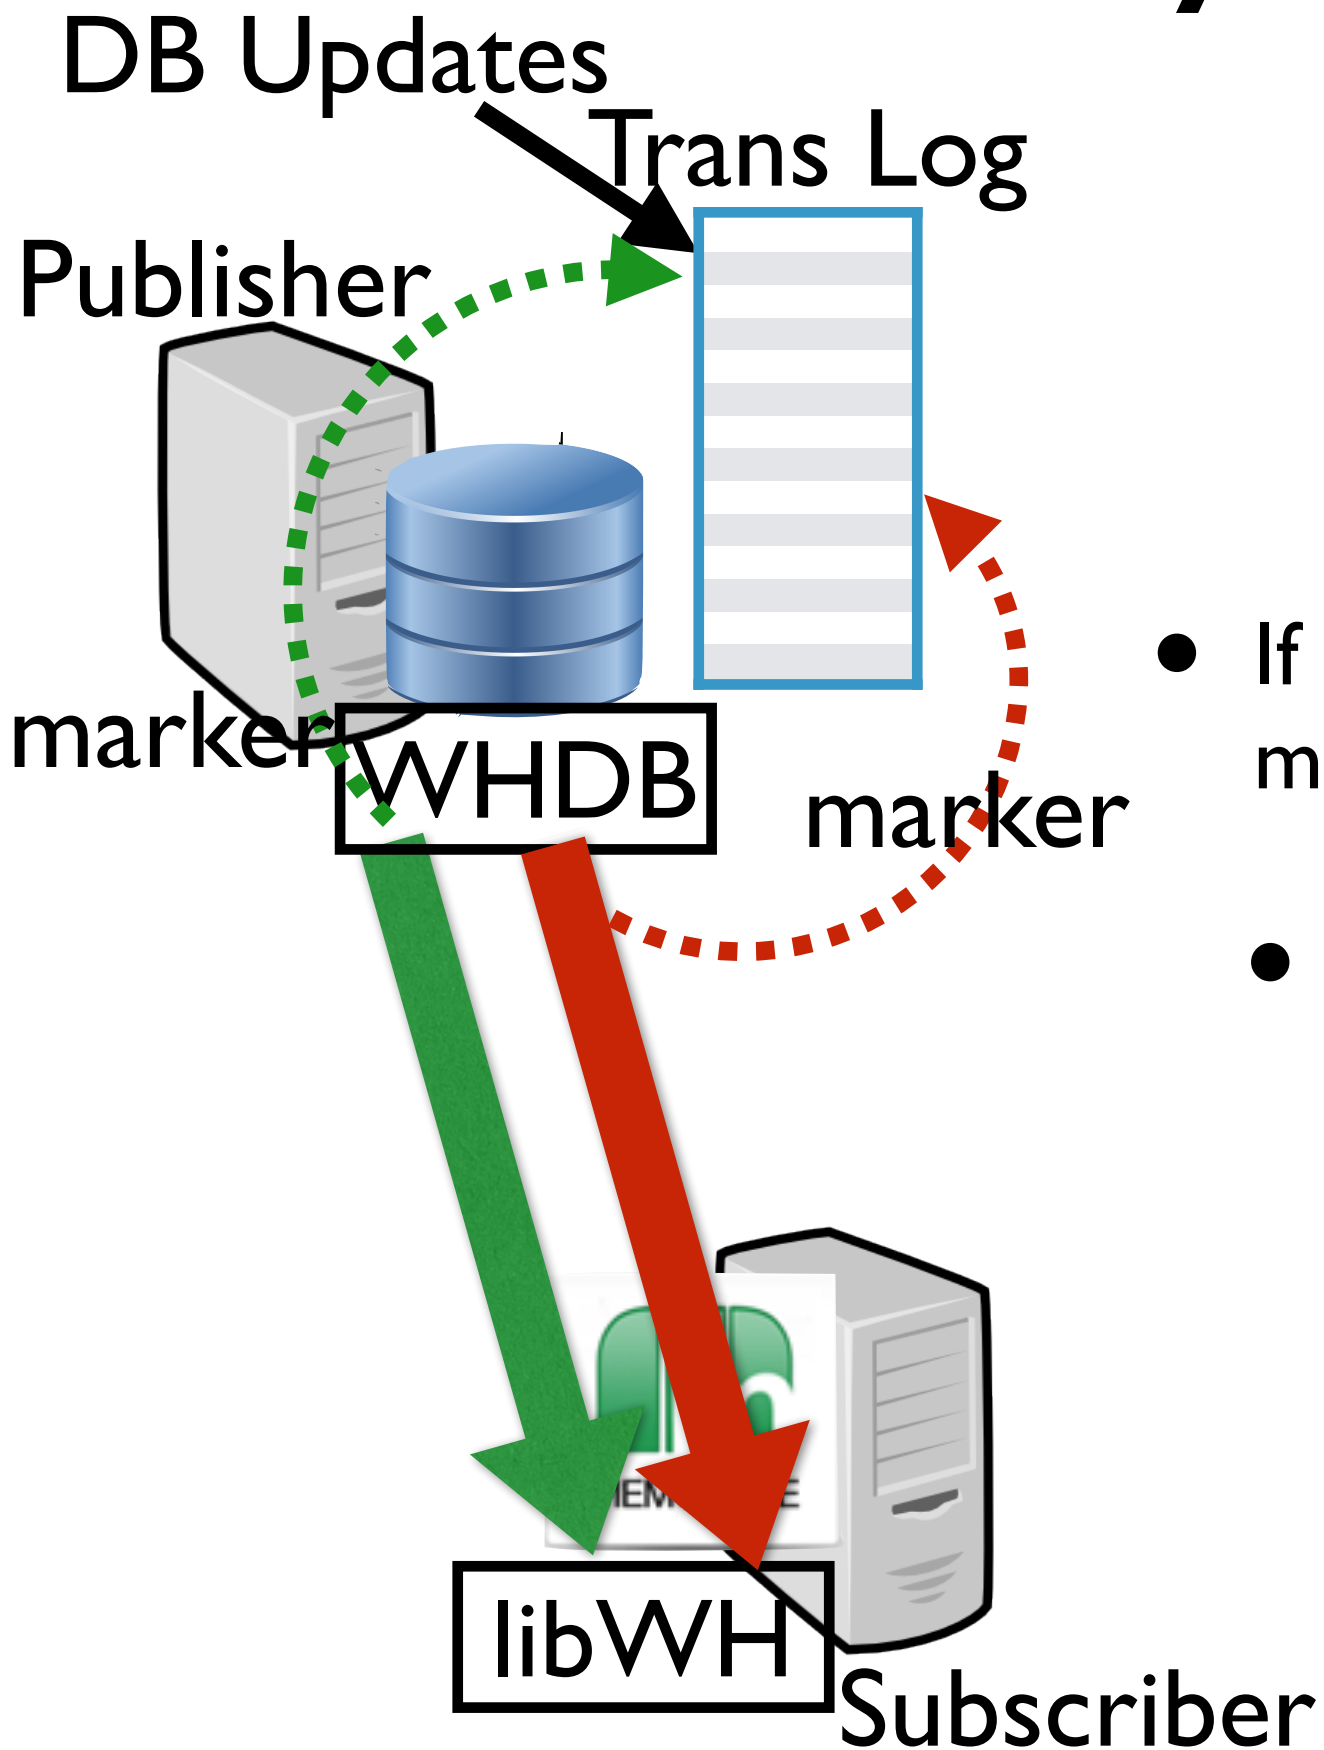 DB Updates
Trans Log
Publisher
marker
WHDB
marker
• If
m
•
libWH
Subscriber